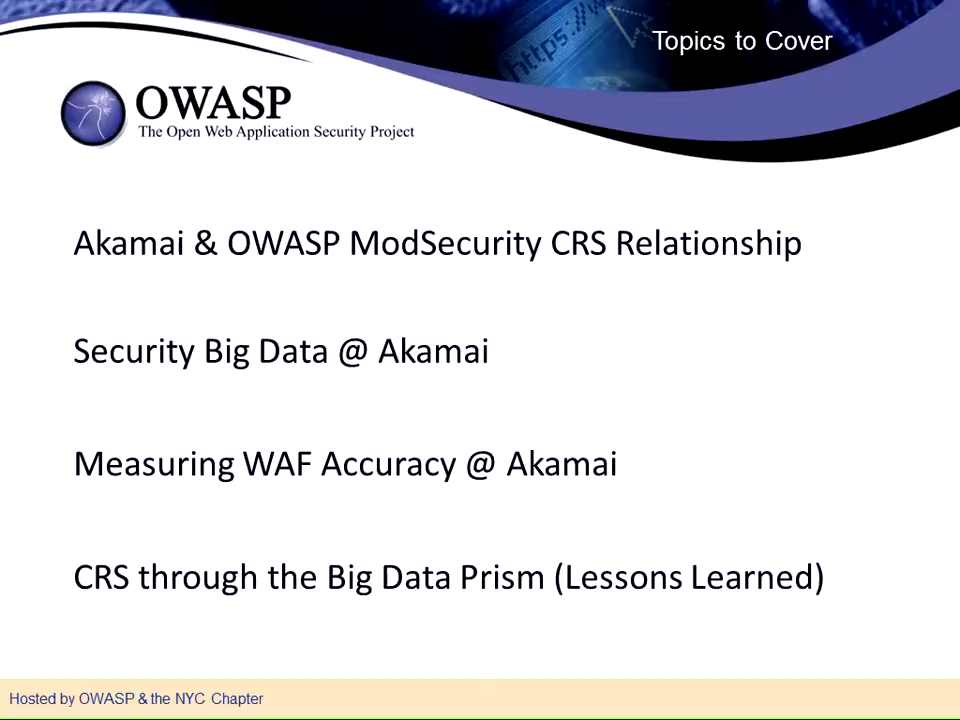 Topics to Cover
https://
OWASP
The Open Web Application Security Project
Akamai & OWASP ModSecurity CRS Relationship
Security Big Data @ Akamai
Measuring WAF Accuracy @ Akamai
CRS through the Big Data Prism (Lessons Learned)
Hosted by OWASP & the NYC Chapter